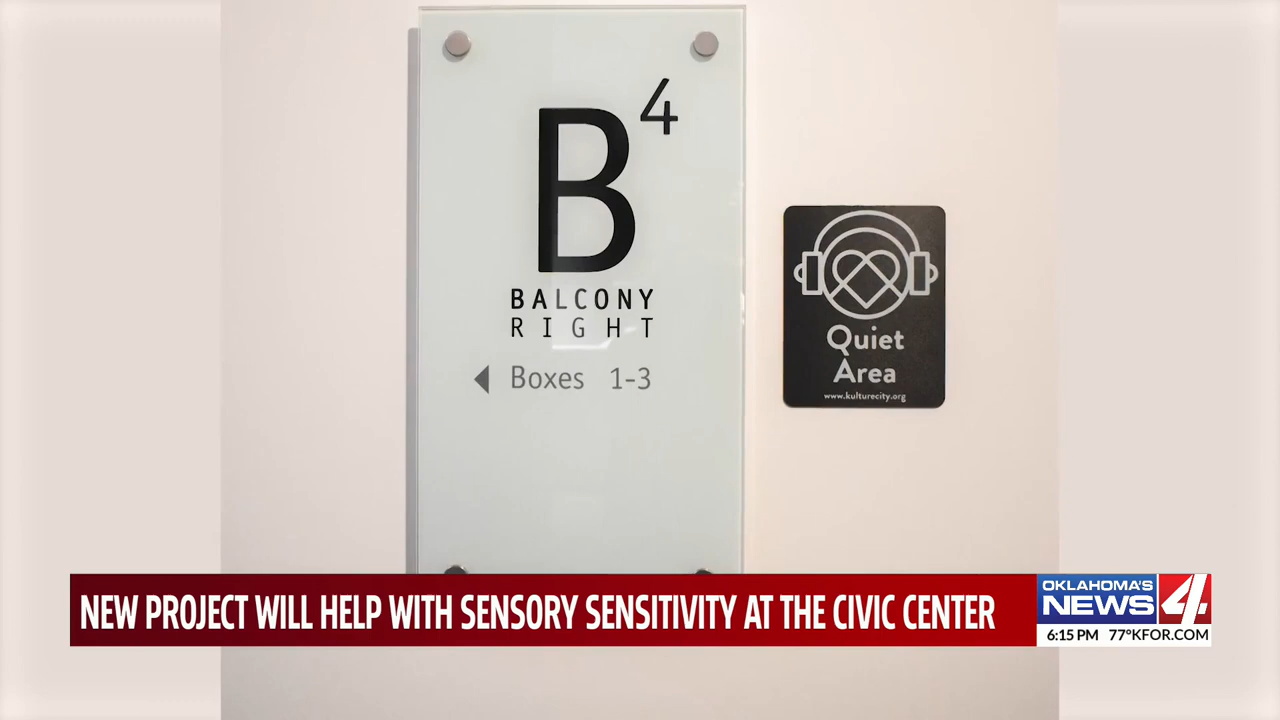 B4
BALCONY
RIGHT
Boxes 1-3
Quiet
Area
www.kulturecity.org
NEW PROJECT WILL HELP WITH SENSORY SENSITIVITY AT THE CIVIC CENTER
OKLAHOMA'S
NEWS 4
6:15 PM 77° KFOR.COM